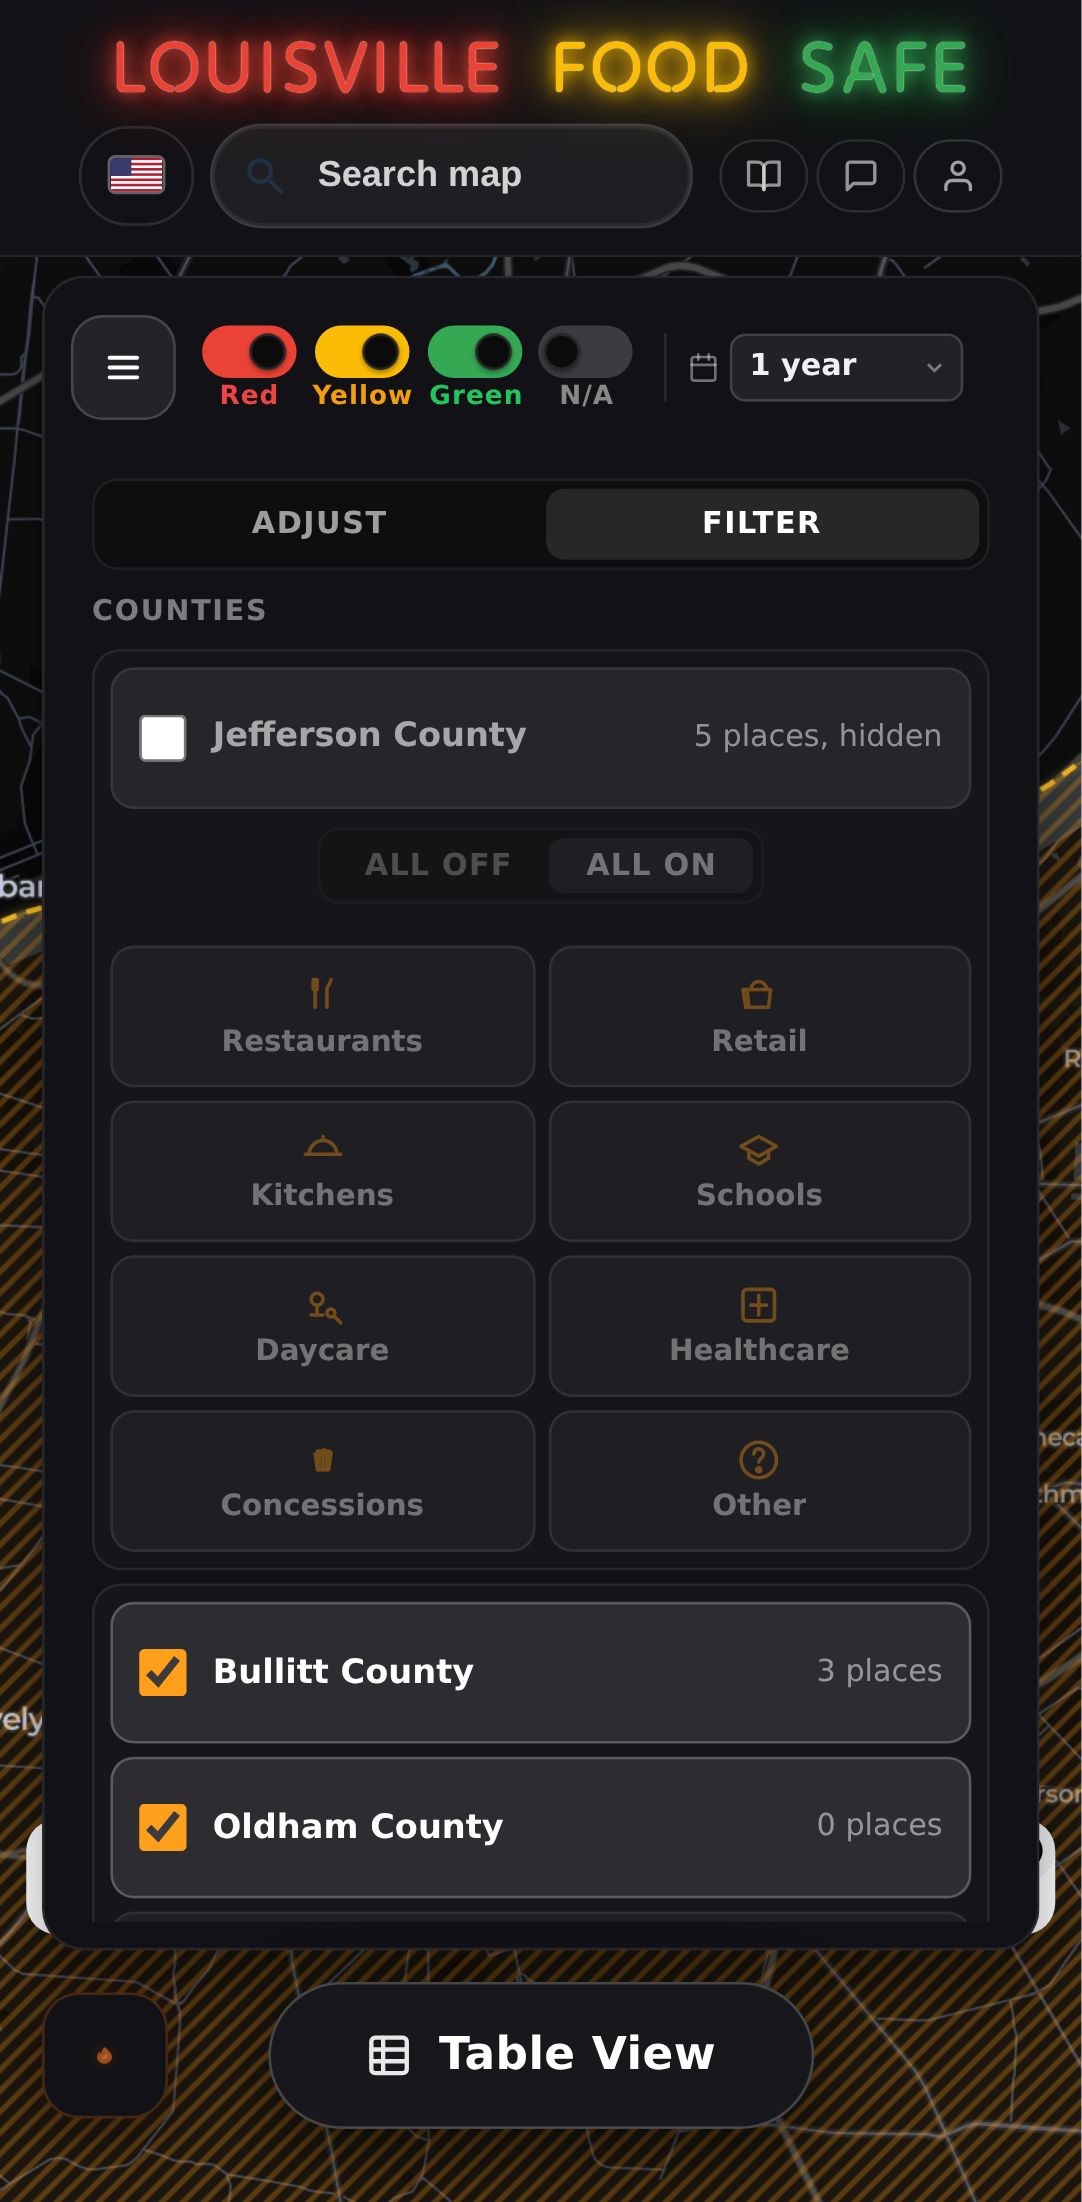 LOUISVILLE FOOD SAFE
Search map
Red Yellow Green N/A
1 year
ADJUST FILTER
COUNTIES
Jefferson County 5 places, hidden
ALL OFF ALL ON
Restaurants Retail
Kitchens Schools
Daycare Healthcare
Concessions Other
Bullitt County 3 places
Oldham County 0 places
Table View